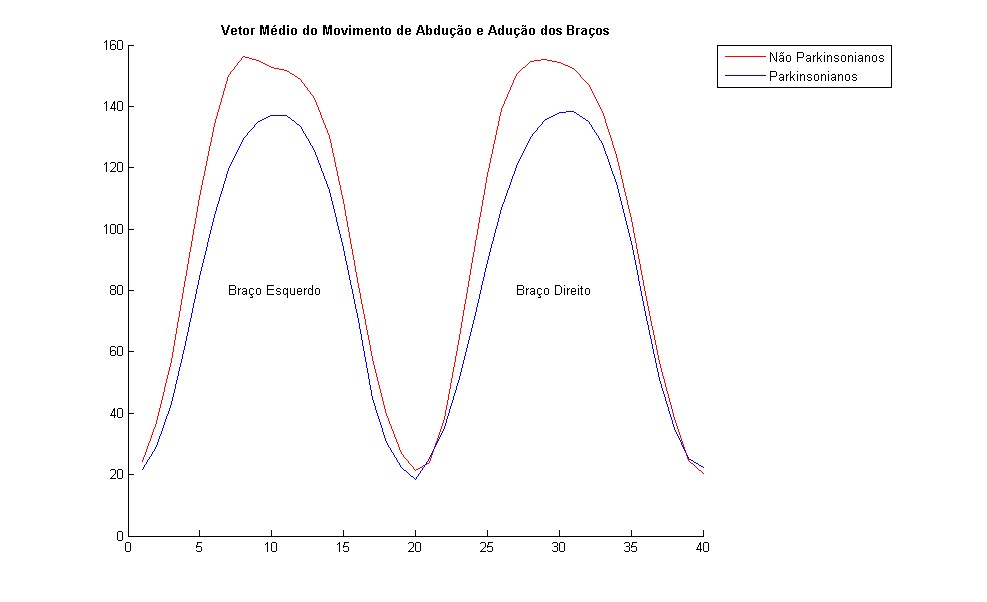 Vetor Médio do Movimento de Abdução e Adução dos Braços
Não Parkinsonianos
Parkinsonianos
160
140
120
100
80
60
40
20
0
Braço Esquerdo
Braço Direito
0 5 10 15 20 25 30 35 40